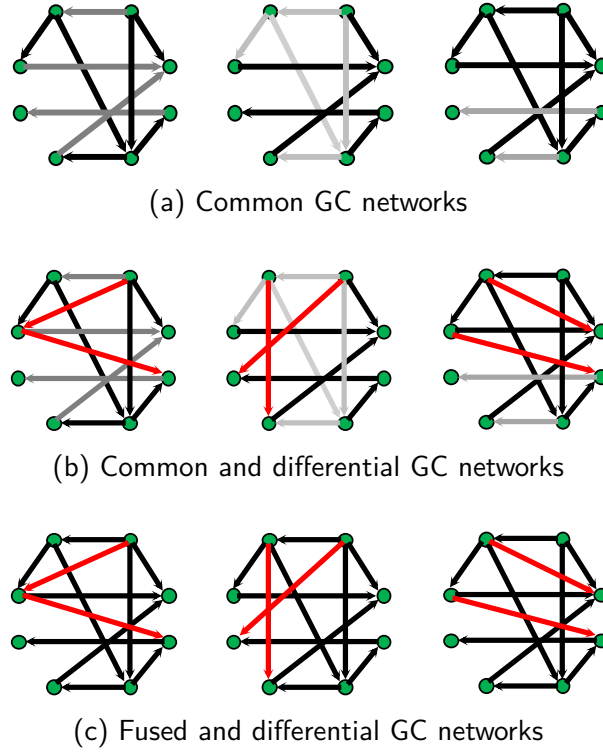 (a) Common GC networks
(b) Common and differential GC networks
(c) Fused and differential GC networks